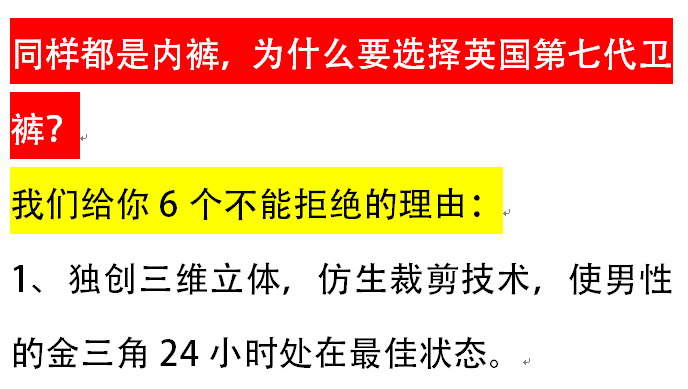 同样都是内裤，为什么要选择英国第七代卫
裤？
我们给你 6 个不能拒绝的理由：
1、独创三维立体，仿生裁剪技术，使男性
的金三角 24 小时处在最佳状态。